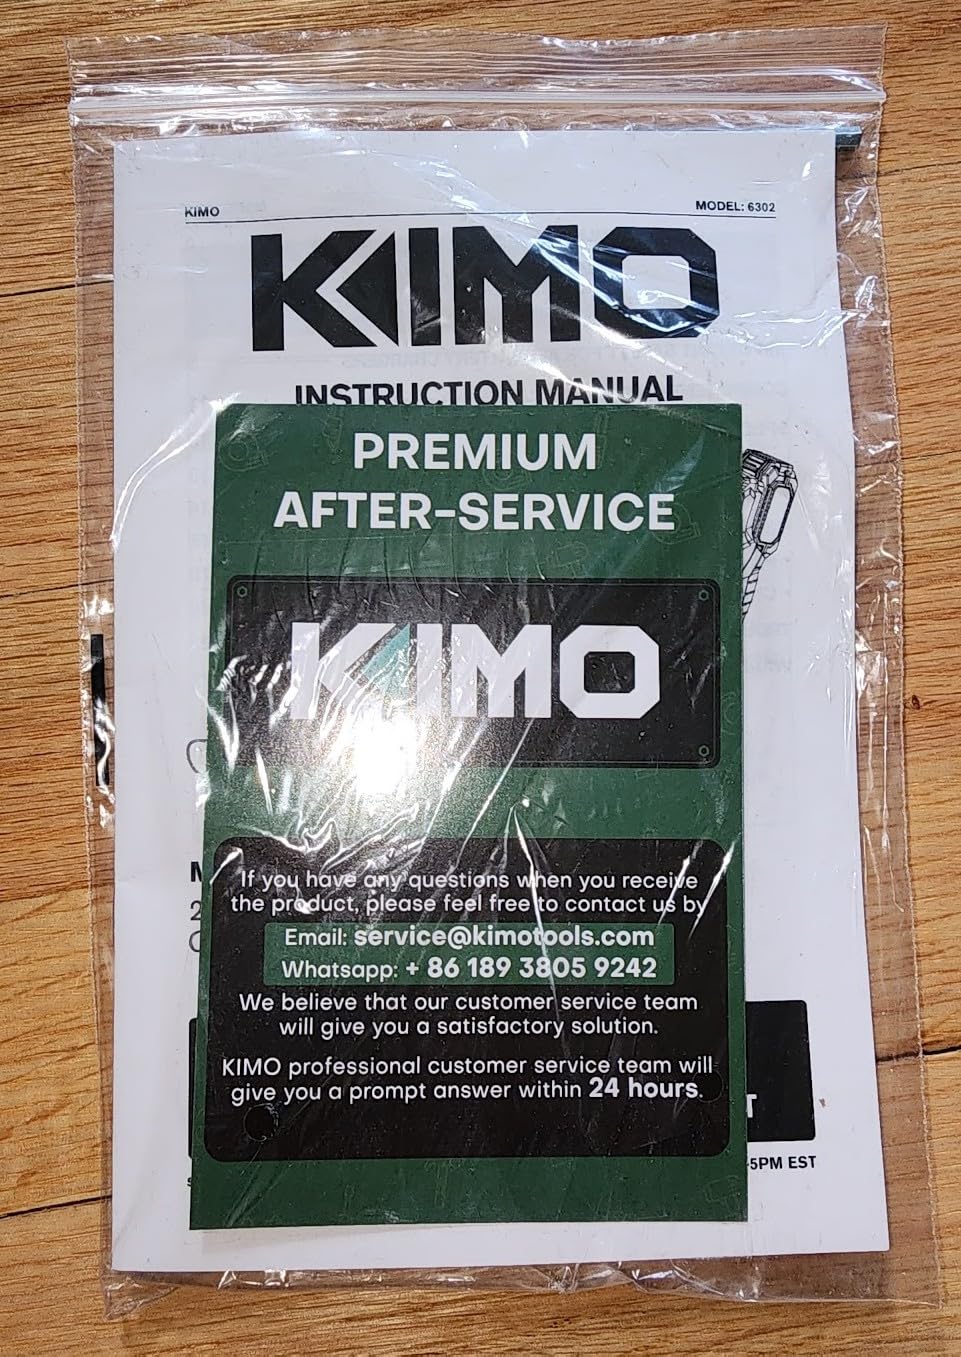 KIMO MODEL: 6302
KIMO
INSTRUCTION MANUAL
PREMIUM
AFTER-SERVICE
KIMO
If you have any questions when you receive
the product, please feel free to contact us by
Email: service@kimotools.com
Whatsapp: + 86 189 3805 9242
We believe that our customer service team
will give you a satisfactory solution.
KIMO professional customer service team will
give you a prompt answer within 24 hours.
5PM EST